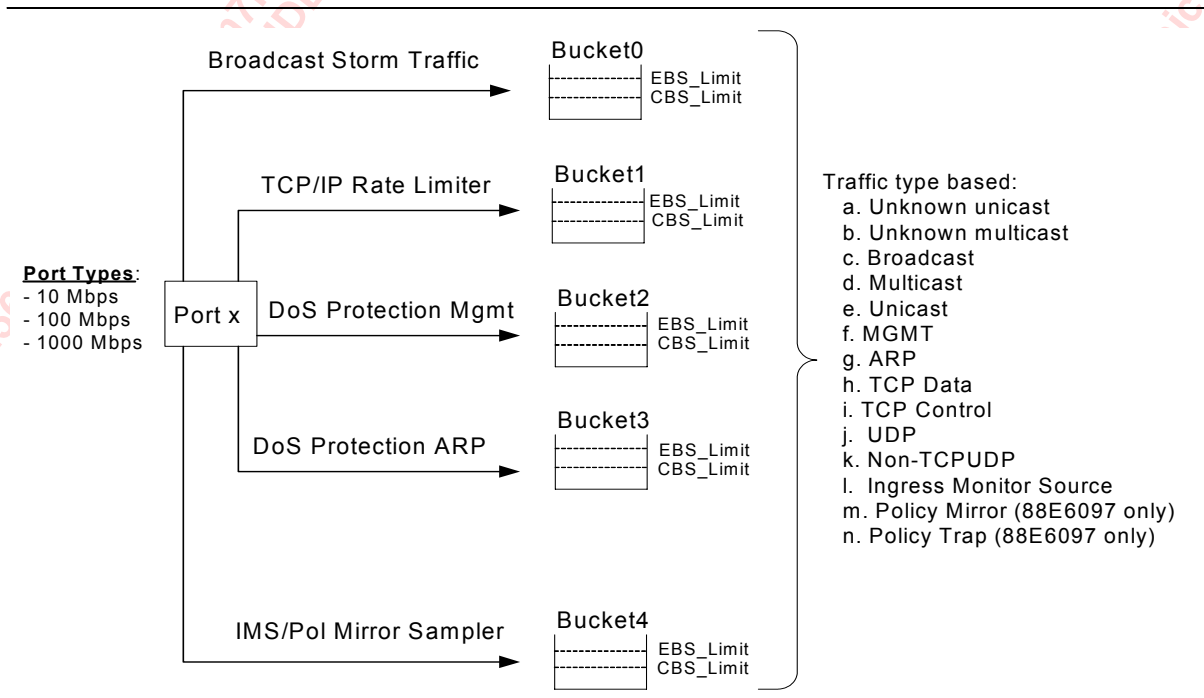 Broadcast Storm Traffic
Bucket0
EBS_Limit
CBS_Limit
TCP/IP Rate Limiter
Bucket1
EBS_Limit
CBS_Limit
Port Types:
- 10 Mbps
- 100 Mbps
- 1000 Mbps
Port x
DoS Protection Mgmt
Bucket2
EBS_Limit
CBS_Limit
DoS Protection ARP
Bucket3
EBS_Limit
CBS_Limit
IMS/Pol Mirror Sampler
Bucket4
EBS_Limit
CBS_Limit
Traffic type based:
a. Unknown unicast
b. Unknown multicast
c. Broadcast
d. Multicast
e. Unicast
f. MGMT
g. ARP
h. TCP Data
i. TCP Control
j. UDP
k. Non-TCPUDP
l. Ingress Monitor Source
m. Policy Mirror (88E6097 only)
n. Policy Trap (88E6097 only)